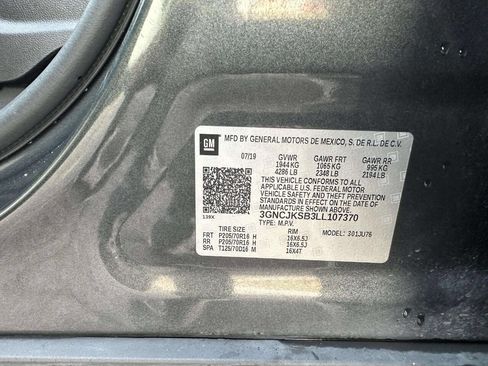 GM MFD BY GENERAL MOTORS DE MEXICO, S. DE R.L. DE C.V.
07/19 GVWR GAWR FRT GAWR RR
1944 KG 1065 KG 995 KG
4286 LB 2348 LB 2194 LB
THIS VEHICLE CONFORMS TO ALL
APPLICABLE U.S. FEDERAL MOTOR
VEHICLE SAFETY AND THEFT PREVENTION
STANDARDS IN EFFECT ON THE DATE OF
MANUFACTURE SHOWN ABOVE.
3GNCJKSB3LL107370
139X TYPE: M.P.V.
TIRE SIZE RIM MODEL: 301JU76
FRT P205/70R16 H 16X6.5J
RR P205/70R16 H 16X6.5J
SPA T125/70D16 M 16X4T